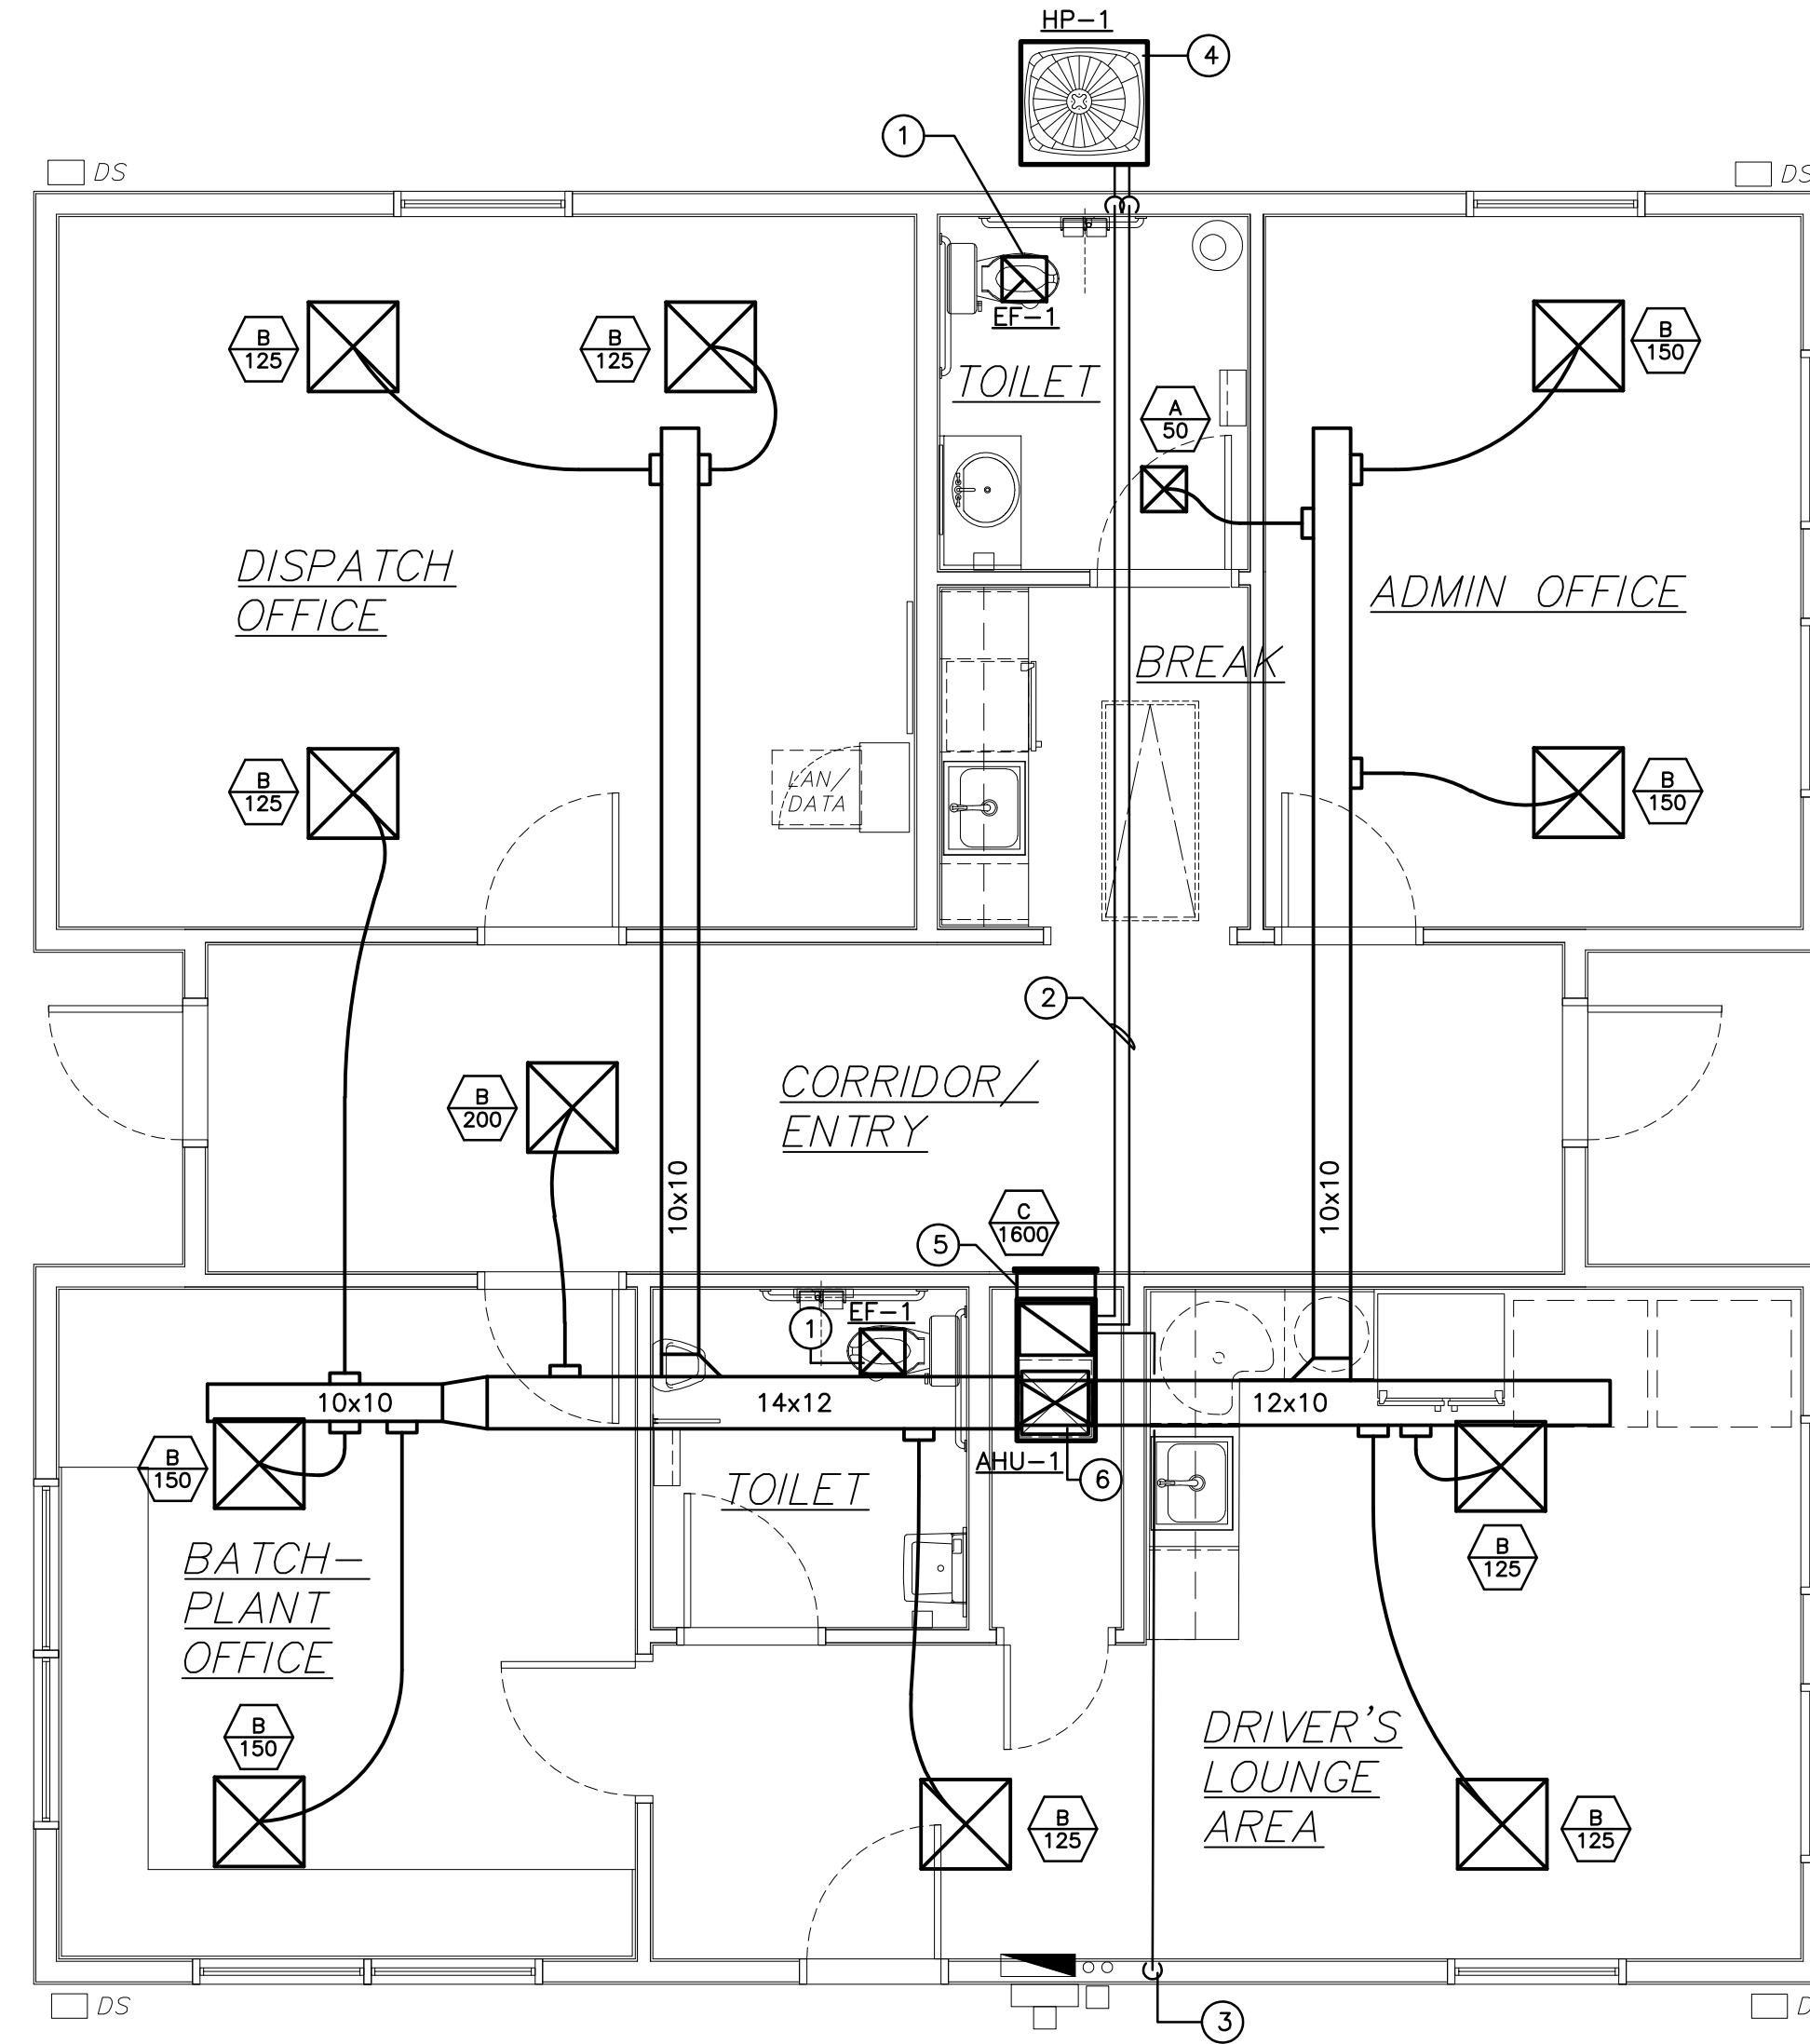 HP-1
4
1
DS
DS
B
125
B
125
EF-1
TOILET
A
50
B
150
DISPATCH
OFFICE
ADMIN OFFICE
BREAK
B
125
LAN/
DATA
B
150
2
CORRIDOR/
ENTRY
B
200
10x10
10x10
C
1600
5
EF-1
1
10x10
14x12
12x10
AHU-1
6
B
150
TOILET
B
125
BATCH-
PLANT
OFFICE
B
150
DRIVER'S
LOUNGE
AREA
B
125
B
125
DS
D
3